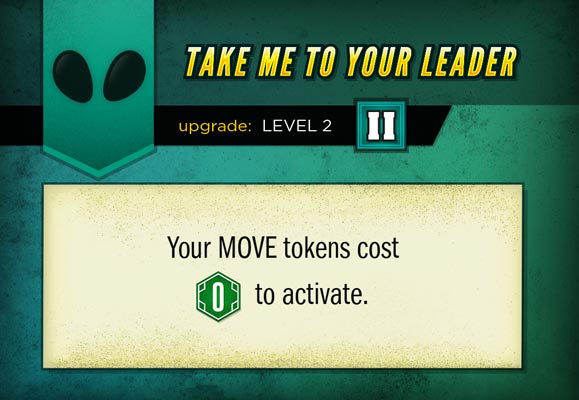 TAKE ME TO YOUR LEADER
upgrade: LEVEL 2 II
Your MOVE tokens cost
0 to activate.